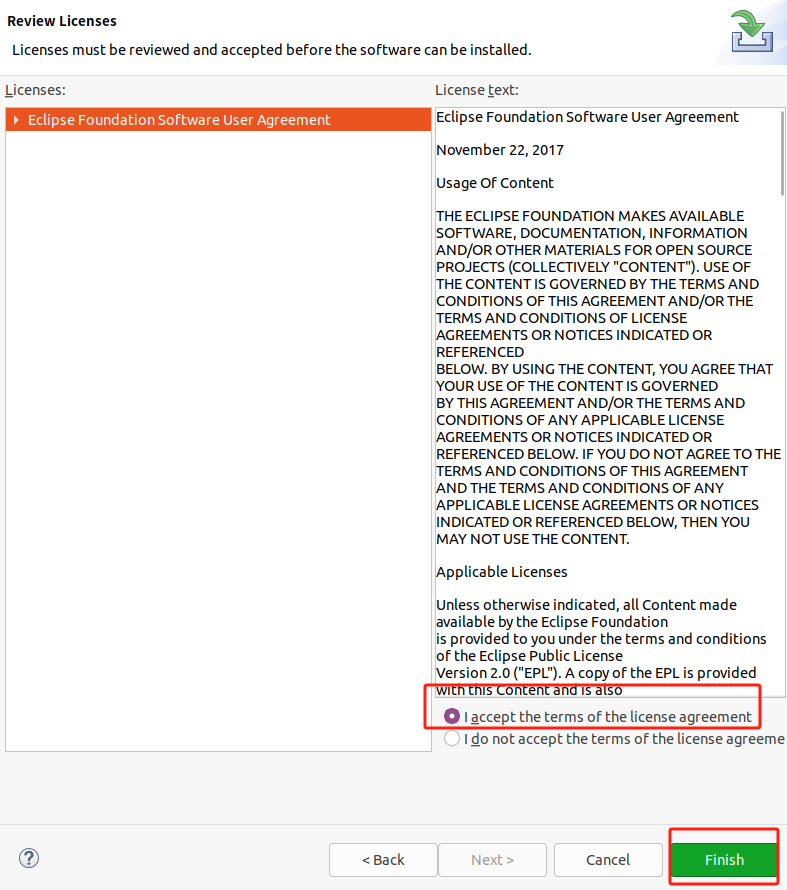 Review Licenses
Licenses must be reviewed and accepted before the software can be installed.
Licenses:
Eclipse Foundation Software User Agreement
License text:
Eclipse Foundation Software User Agreement
November 22, 2017
Usage Of Content
THE ECLIPSE FOUNDATION MAKES AVAILABLE
SOFTWARE, DOCUMENTATION, INFORMATION
AND/OR OTHER MATERIALS FOR OPEN SOURCE
PROJECTS (COLLECTIVELY "CONTENT"). USE OF
THE CONTENT IS GOVERNED BY THE TERMS AND
CONDITIONS OF THIS AGREEMENT AND/OR THE
TERMS AND CONDITIONS OF LICENSE
AGREEMENTS OR NOTICES INDICATED OR
REFERENCED
BELOW. BY USING THE CONTENT, YOU AGREE THAT
YOUR USE OF THE CONTENT IS GOVERNED
BY THIS AGREEMENT AND/OR THE TERMS AND
CONDITIONS OF ANY APPLICABLE LICENSE
AGREEMENTS OR NOTICES INDICATED OR
REFERENCED BELOW. IF YOU DO NOT AGREE TO THE
TERMS AND CONDITIONS OF THIS AGREEMENT
AND THE TERMS AND CONDITIONS OF ANY
APPLICABLE LICENSE AGREEMENTS OR NOTICES
INDICATED OR REFERENCED BELOW, THEN YOU
MAY NOT USE THE CONTENT.
Applicable Licenses
Unless otherwise indicated, all Content made
available by the Eclipse Foundation
is provided to you under the terms and conditions
of the Eclipse Public License
Version 2.0 ("EPL"). A copy of the EPL is provided
with this Content and is also
I accept the terms of the license agreement
I do not accept the terms of the license agreeme
?
< Back
Next >
Cancel
Finish